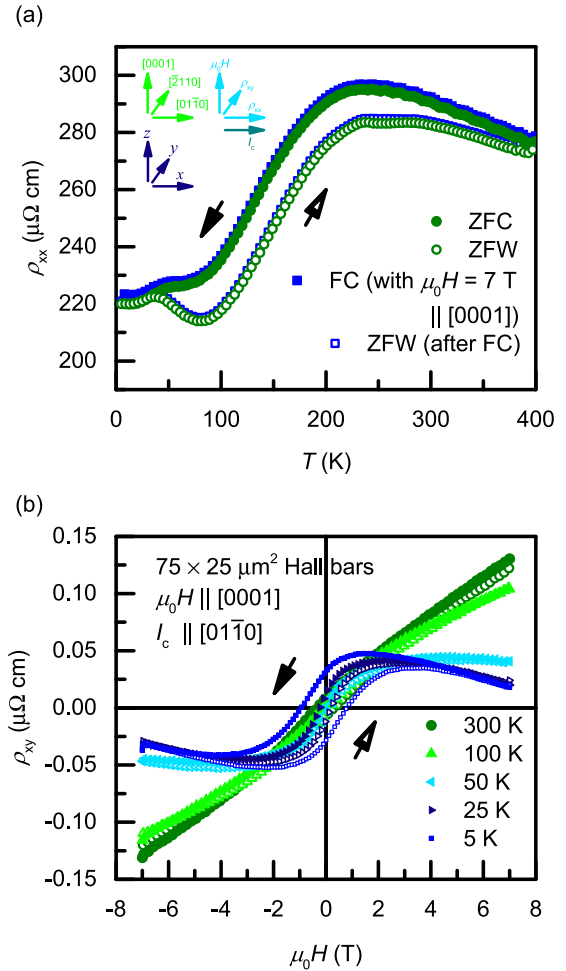 (a)
[0001]
[2̅110]
[011̅0]
μ₀H
ρxy
ρxx
Ic
z
y
x
300
280
260
240
220
200
ρxx (μΩ cm)
ZFC
ZFW
FC (with μ₀H = 7 T
|| [0001])
ZFW (after FC)
0 100 200 300 400
T (K)
(b)
0.15
0.10
0.05
0.00
-0.05
-0.10
-0.15
ρxy (μΩ cm)
75 × 25 μm² Hall bars
μ₀H || [0001]
Ic || [011̅0]
300 K
100 K
50 K
25 K
5 K
-8 -6 -4 -2 0 2 4 6 8
μ₀H (T)